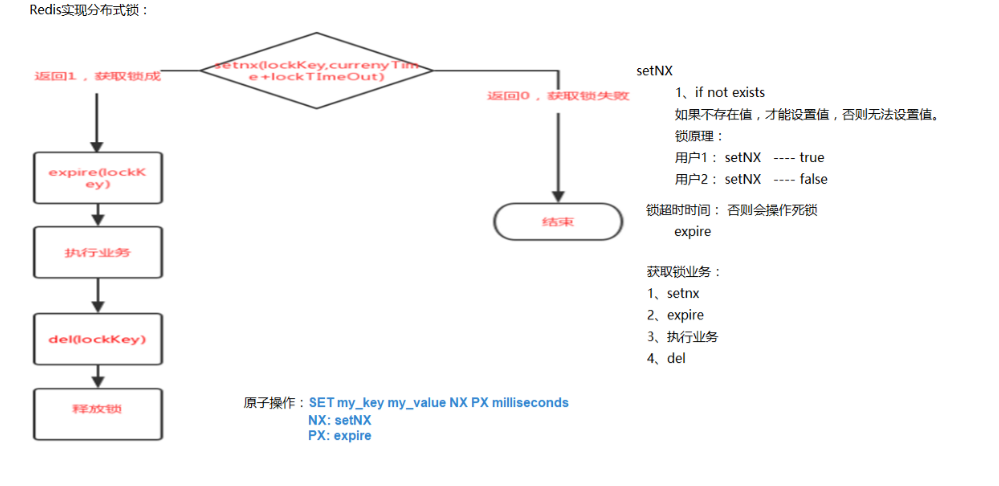 Redis实现分布式锁：
setnx(lockKey,currenyTim
e+lockTImeOut)
返回1，获取锁成
返回0，获取锁失败
expire(lockK
ey)
执行业务
del(lockKey)
释放锁
结束
setNX
1、if not exists
如果不存在值，才能设置值，否则无法设置值。
锁原理：
用户1： setNX ---- true
用户2： setNX ---- false
锁超时时间： 否则会操作死锁
expire
获取锁业务：
1、setnx
2、expire
3、执行业务
4、del
原子操作：SET my_key my_value NX PX milliseconds
NX: setNX
PX: expire